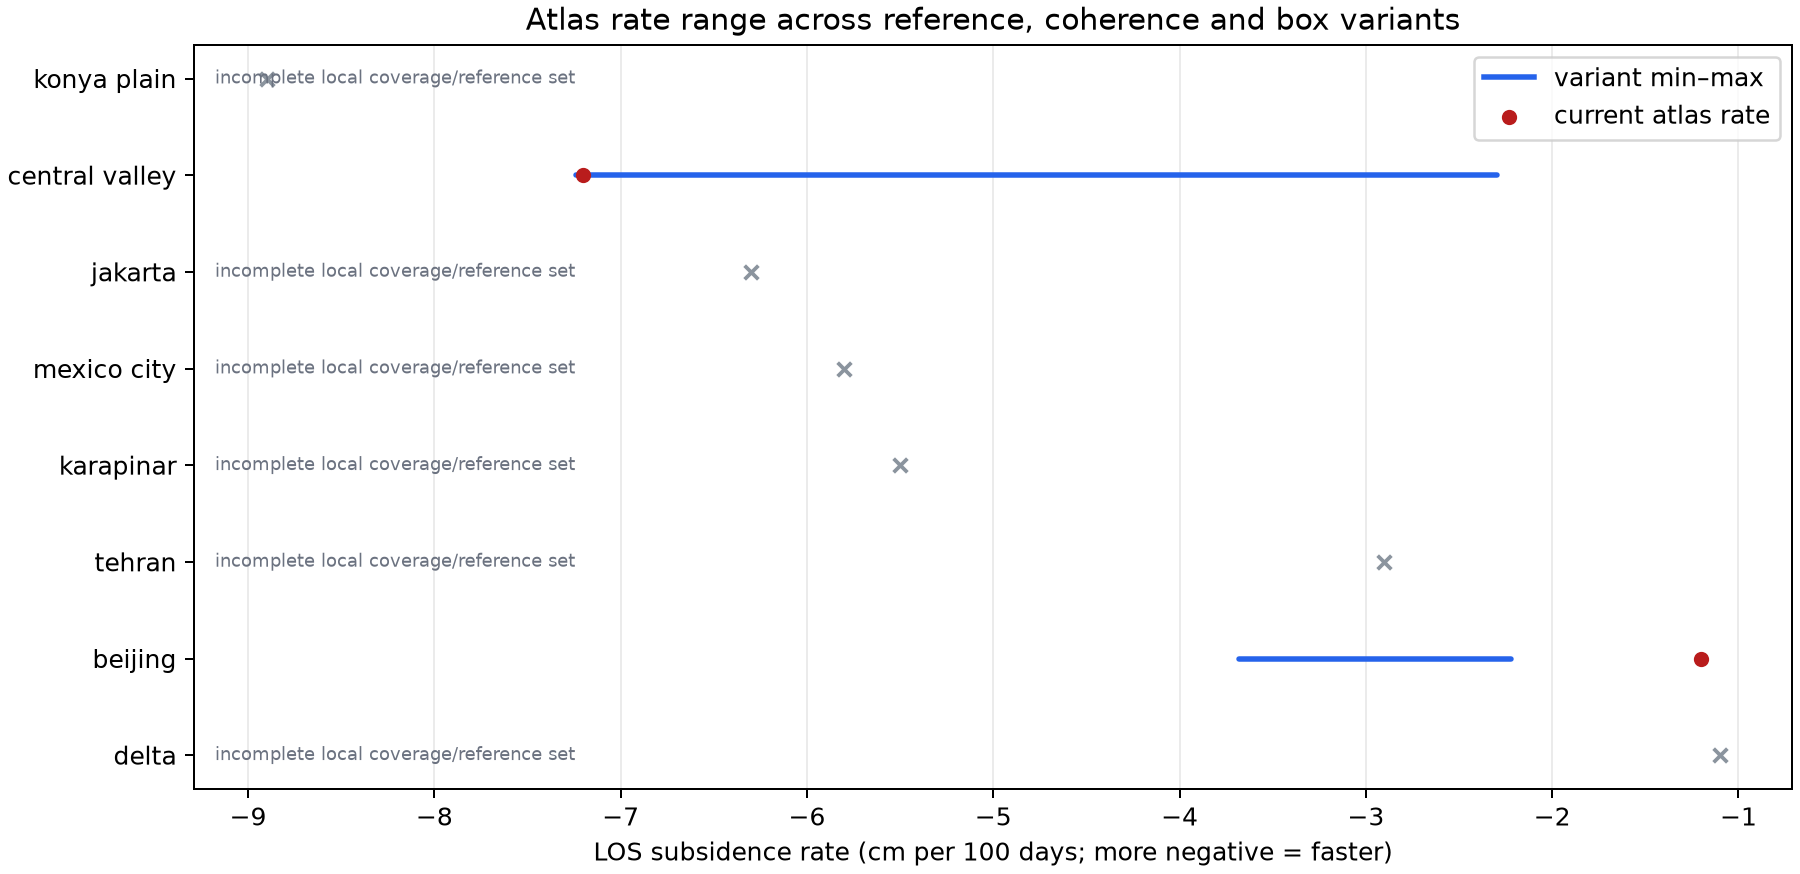 Atlas rate range across reference, coherence and box variants
variant min–max
current atlas rate
konya plain
incomplete local coverage/reference set
central valley
jakarta
incomplete local coverage/reference set
mexico city
incomplete local coverage/reference set
karapinar
incomplete local coverage/reference set
tehran
incomplete local coverage/reference set
beijing
delta
incomplete local coverage/reference set
−9
−8
−7
−6
−5
−4
−3
−2
−1
LOS subsidence rate (cm per 100 days; more negative = faster)